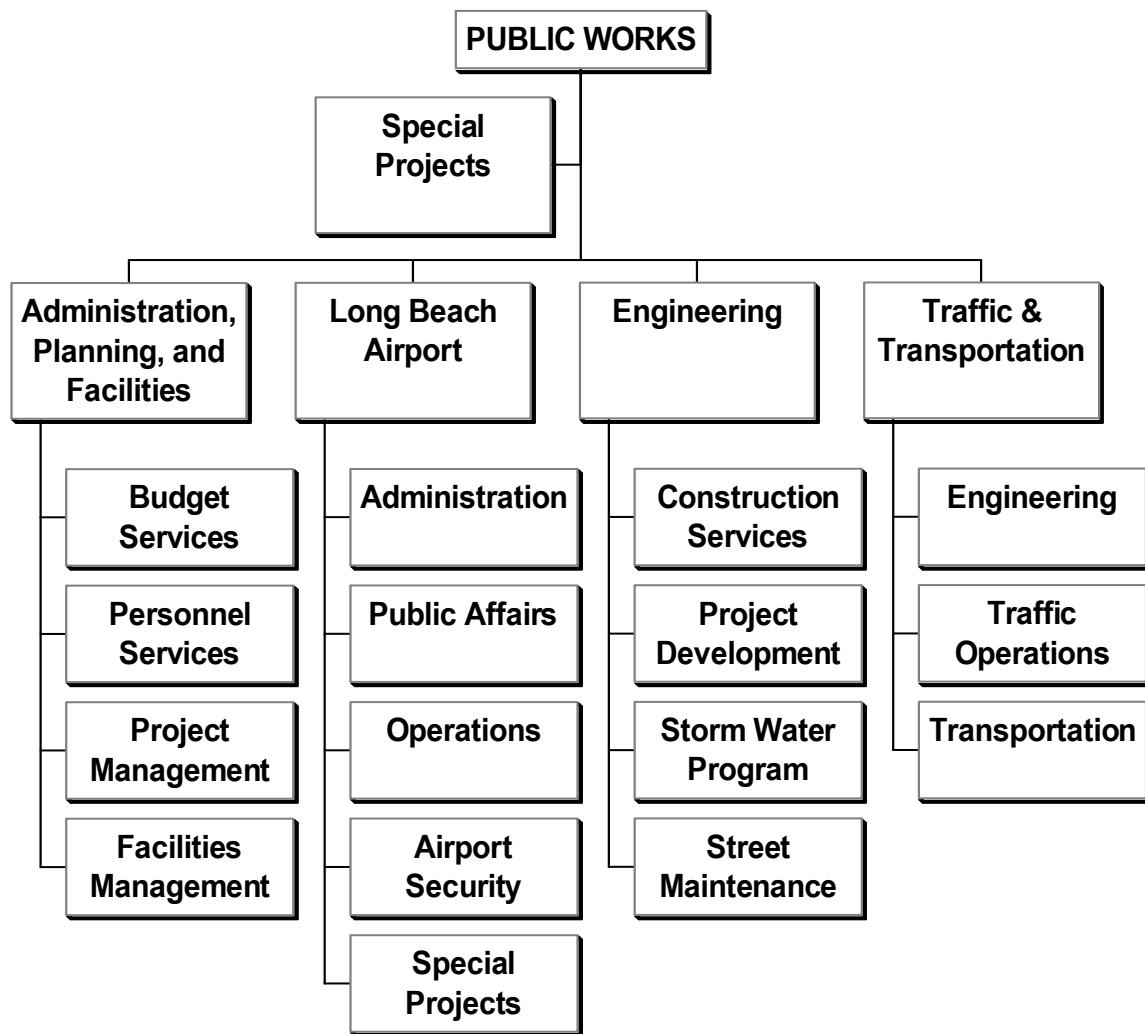 PUBLIC WORKS
Special
Projects
Administration,
Planning, and
Facilities
Long Beach
Airport
Engineering
Traffic &
Transportation
Budget
Services
Personnel
Services
Project
Management
Facilities
Management
Administration
Public Affairs
Operations
Airport
Security
Special
Projects
Construction
Services
Project
Development
Storm Water
Program
Street
Maintenance
Engineering
Traffic
Operations
Transportation